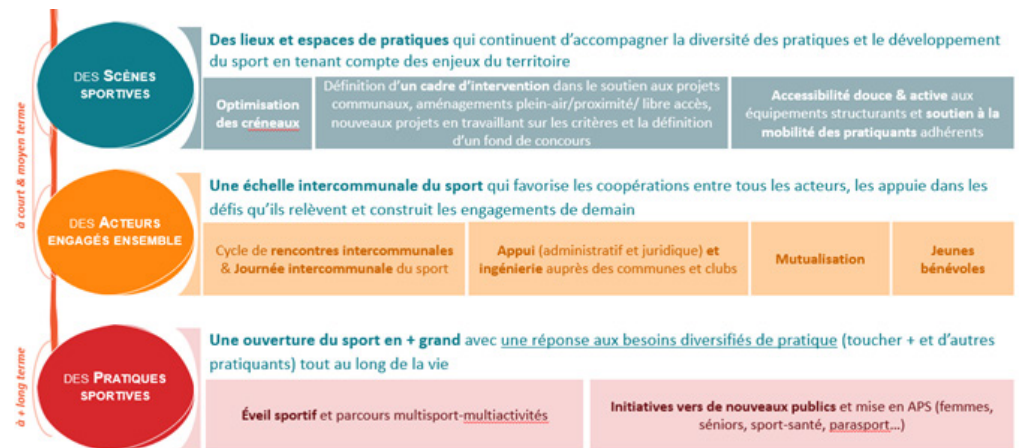 à court & moyen terme
DES SCÈNES
SPORTIVES
Des lieux et espaces de pratiques qui continuent d'accompagner la diversité des pratiques et le développement
du sport en tenant compte des enjeux du territoire
Optimisation
des créneaux
Définition d'un cadre d'intervention dans le soutien aux projets
communaux, aménagements plein-air/proximité/ libre accès,
nouveaux projets en travaillant sur les critères et la définition
d'un fond de concours
Accessibilité douce & active aux
équipements structurants et soutien à la
mobilité des pratiquants adhérents
DES ACTEURS
ENGAGÉS ENSEMBLE
Une échelle intercommunale du sport qui favorise les coopérations entre tous les acteurs, les appuie dans les
défis qu'ils relèvent et construit les engagements de demain
Cycle de rencontres intercommunales
& Journée intercommunale du sport
Appui (administratif et juridique) et
ingénierie auprès des communes et clubs
Mutualisation
Jeunes
bénévoles
à + long terme
DES PRATIQUES
SPORTIVES
Une ouverture du sport en + grand avec une réponse aux besoins diversifiés de pratique (toucher + et d'autres
pratiquants) tout au long de la vie
Éveil sportif et parcours multisport-multiactivités
Initiatives vers de nouveaux publics et mise en APS (femmes,
séniors, sport-santé, parasport...)